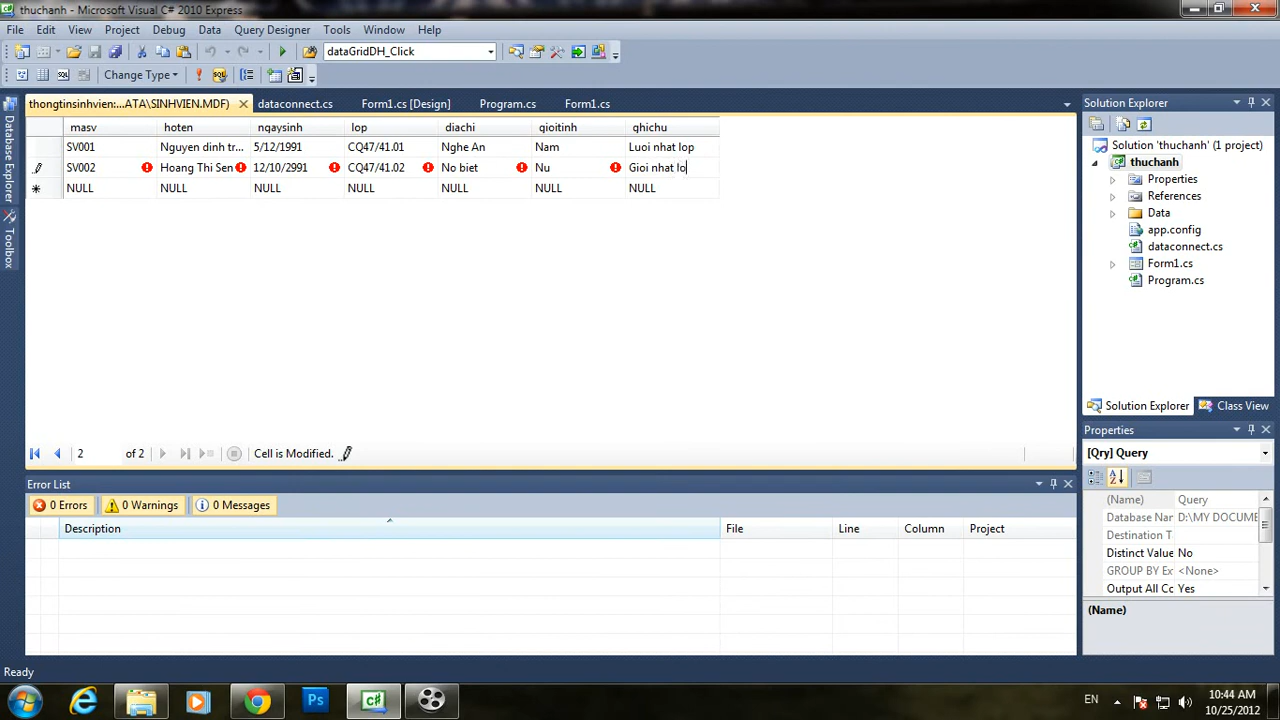 thuchanh - Microsoft Visual C# 2010 Express
File Edit View Project Debug Data Query Designer Tools Window Help
dataGridDH_Click
Change Type
thongtinsinhvien:...ATA\SINHVIEN.MDF) dataconnect.cs Form1.cs [Design] Program.cs Form1.cs
masv hoten ngaysinh lop diachi gioitinh ghichu
SV001 Nguyen dinh tr... 5/12/1991 CQ47/41.01 Nghe An Nam Luoi nhat lop
SV002 Hoang Thi Sen 12/10/2991 CQ47/41.02 No biet Nu Gioi nhat lo
NULL NULL NULL NULL NULL NULL NULL
2 of 2 Cell is Modified.
Error List
0 Errors 0 Warnings 0 Messages
Description File Line Column Project
Ready
Database Explorer
Toolbox
Solution Explorer
Solution 'thuchanh' (1 project)
thuchanh
Properties
References
Data
app.config
dataconnect.cs
Form1.cs
Program.cs
Solution Explorer Class View
Properties
[Qry] Query
(Name) Query
Database Nar D:\MY DOCUME
Destination T
Distinct Value No
GROUP BY Ex <None>
Output All Cc Yes
(Name)
Ps
C#
EN
10:44 AM
10/25/2012